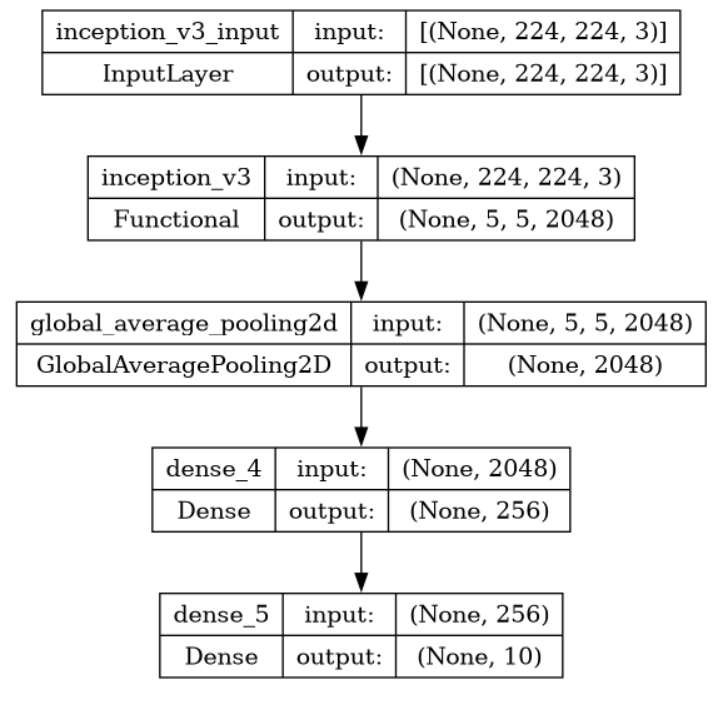 inception_v3_input input: [(None, 224, 224, 3)]
InputLayer output: [(None, 224, 224, 3)]
inception_v3 input: (None, 224, 224, 3)
Functional output: (None, 5, 5, 2048)
global_average_pooling2d input: (None, 5, 5, 2048)
GlobalAveragePooling2D output: (None, 2048)
dense_4 input: (None, 2048)
Dense output: (None, 256)
dense_5 input: (None, 256)
Dense output: (None, 10)